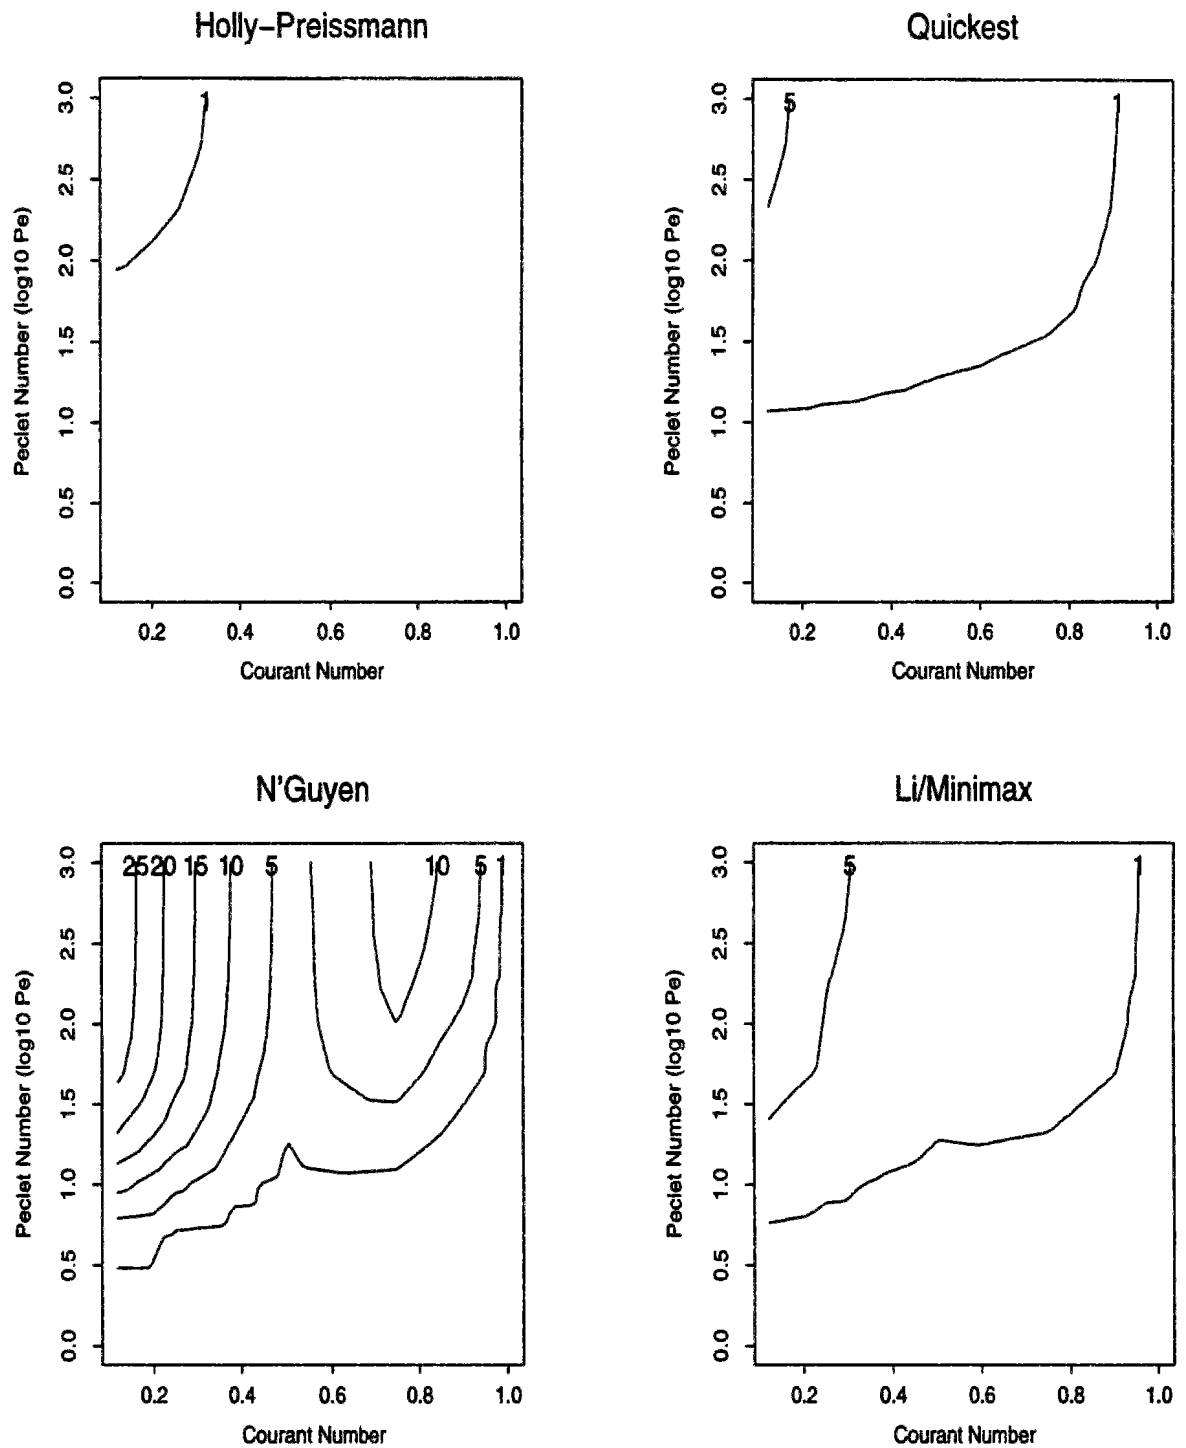 Holly–Preissmann
Quickest
Peclet Number (log10 Pe)
3.0
2.5
2.0
1.5
1.0
0.5
0.0
1
0.2 0.4 0.6 0.8 1.0
Courant Number
Peclet Number (log10 Pe)
3.0
2.5
2.0
1.5
1.0
0.5
0.0
5 1
0.2 0.4 0.6 0.8 1.0
Courant Number
N'Guyen
Li/Minimax
Peclet Number (log10 Pe)
3.0
2.5
2.0
1.5
1.0
0.5
0.0
25 20 15 10 5 10 5 1
0.2 0.4 0.6 0.8 1.0
Courant Number
Peclet Number (log10 Pe)
3.0
2.5
2.0
1.5
1.0
0.5
0.0
5 1
0.2 0.4 0.6 0.8 1.0
Courant Number